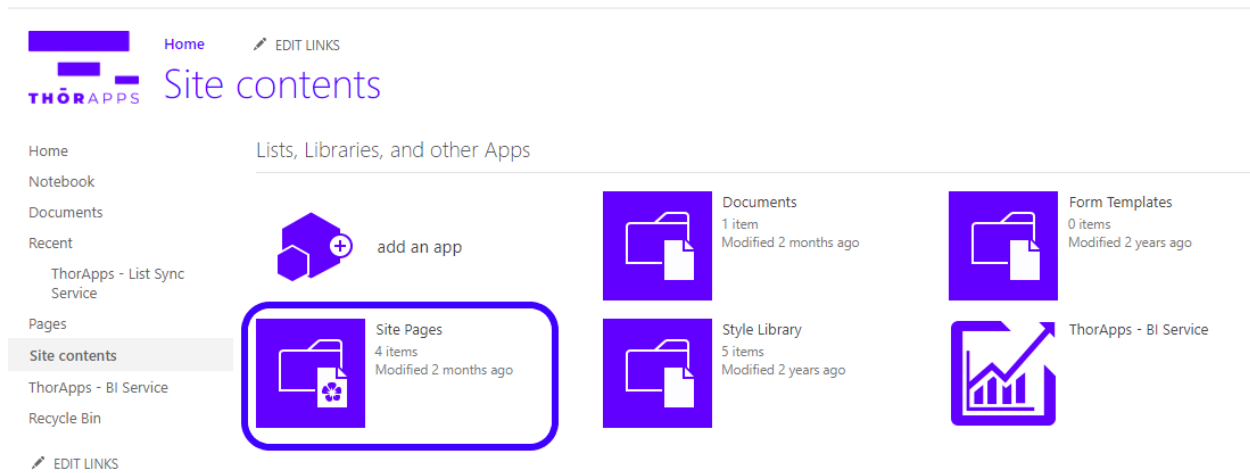 THŌRAPPS
Home
EDIT LINKS
Site contents
Home
Notebook
Documents
Recent
ThorApps - List Sync
Service
Pages
Site contents
ThorApps - BI Service
Recycle Bin
EDIT LINKS
Lists, Libraries, and other Apps
add an app
Documents
1 item
Modified 2 months ago
Form Templates
0 items
Modified 2 years ago
Site Pages
4 items
Modified 2 months ago
Style Library
5 items
Modified 2 years ago
ThorApps - BI Service